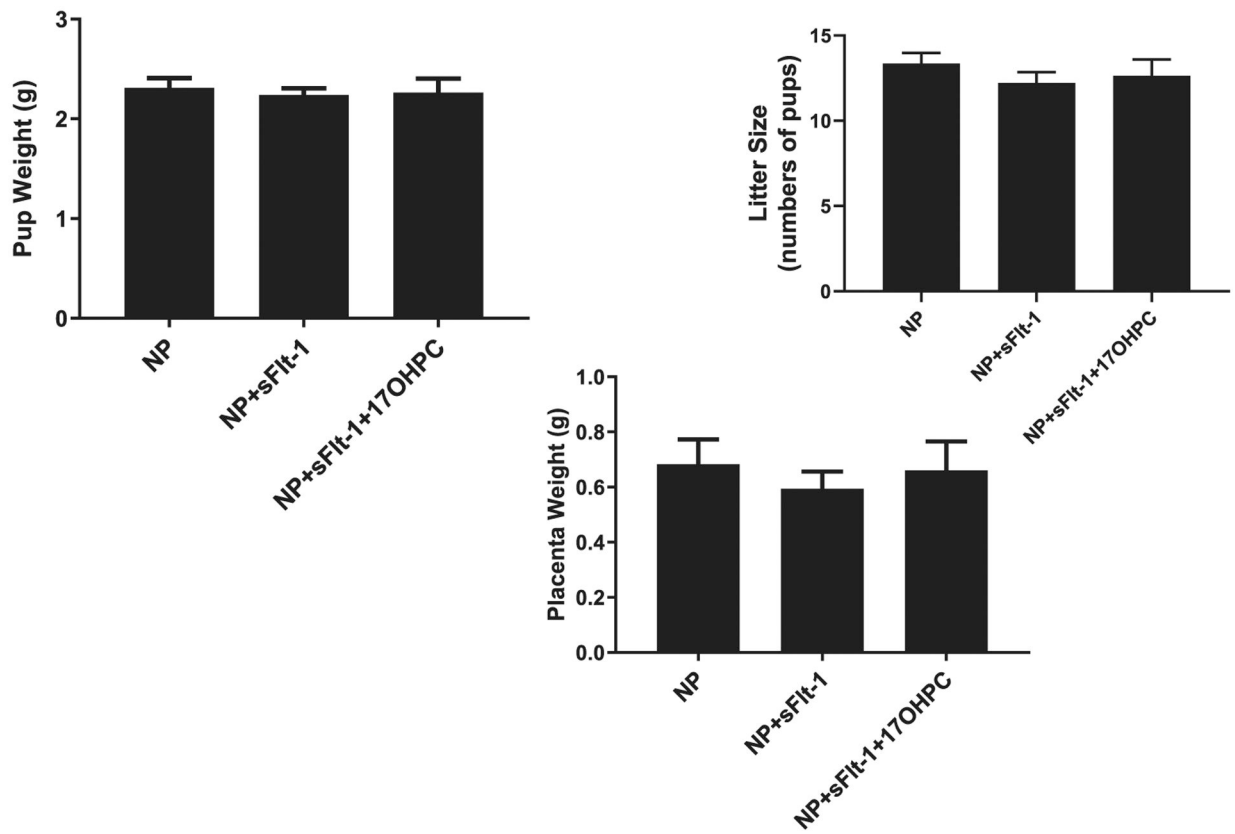 Pup Weight (g)
3
2
1
0
NP
NP+sFlt-1
NP+sFlt-1+17OHPC
Litter Size
(numbers of pups)
15
10
5
0
NP
NP+sFlt-1
NP+sFlt-1+17OHPC
Placenta Weight (g)
1.0
0.8
0.6
0.4
0.2
0.0
NP
NP+sFlt-1
NP+sFlt-1+17OHPC